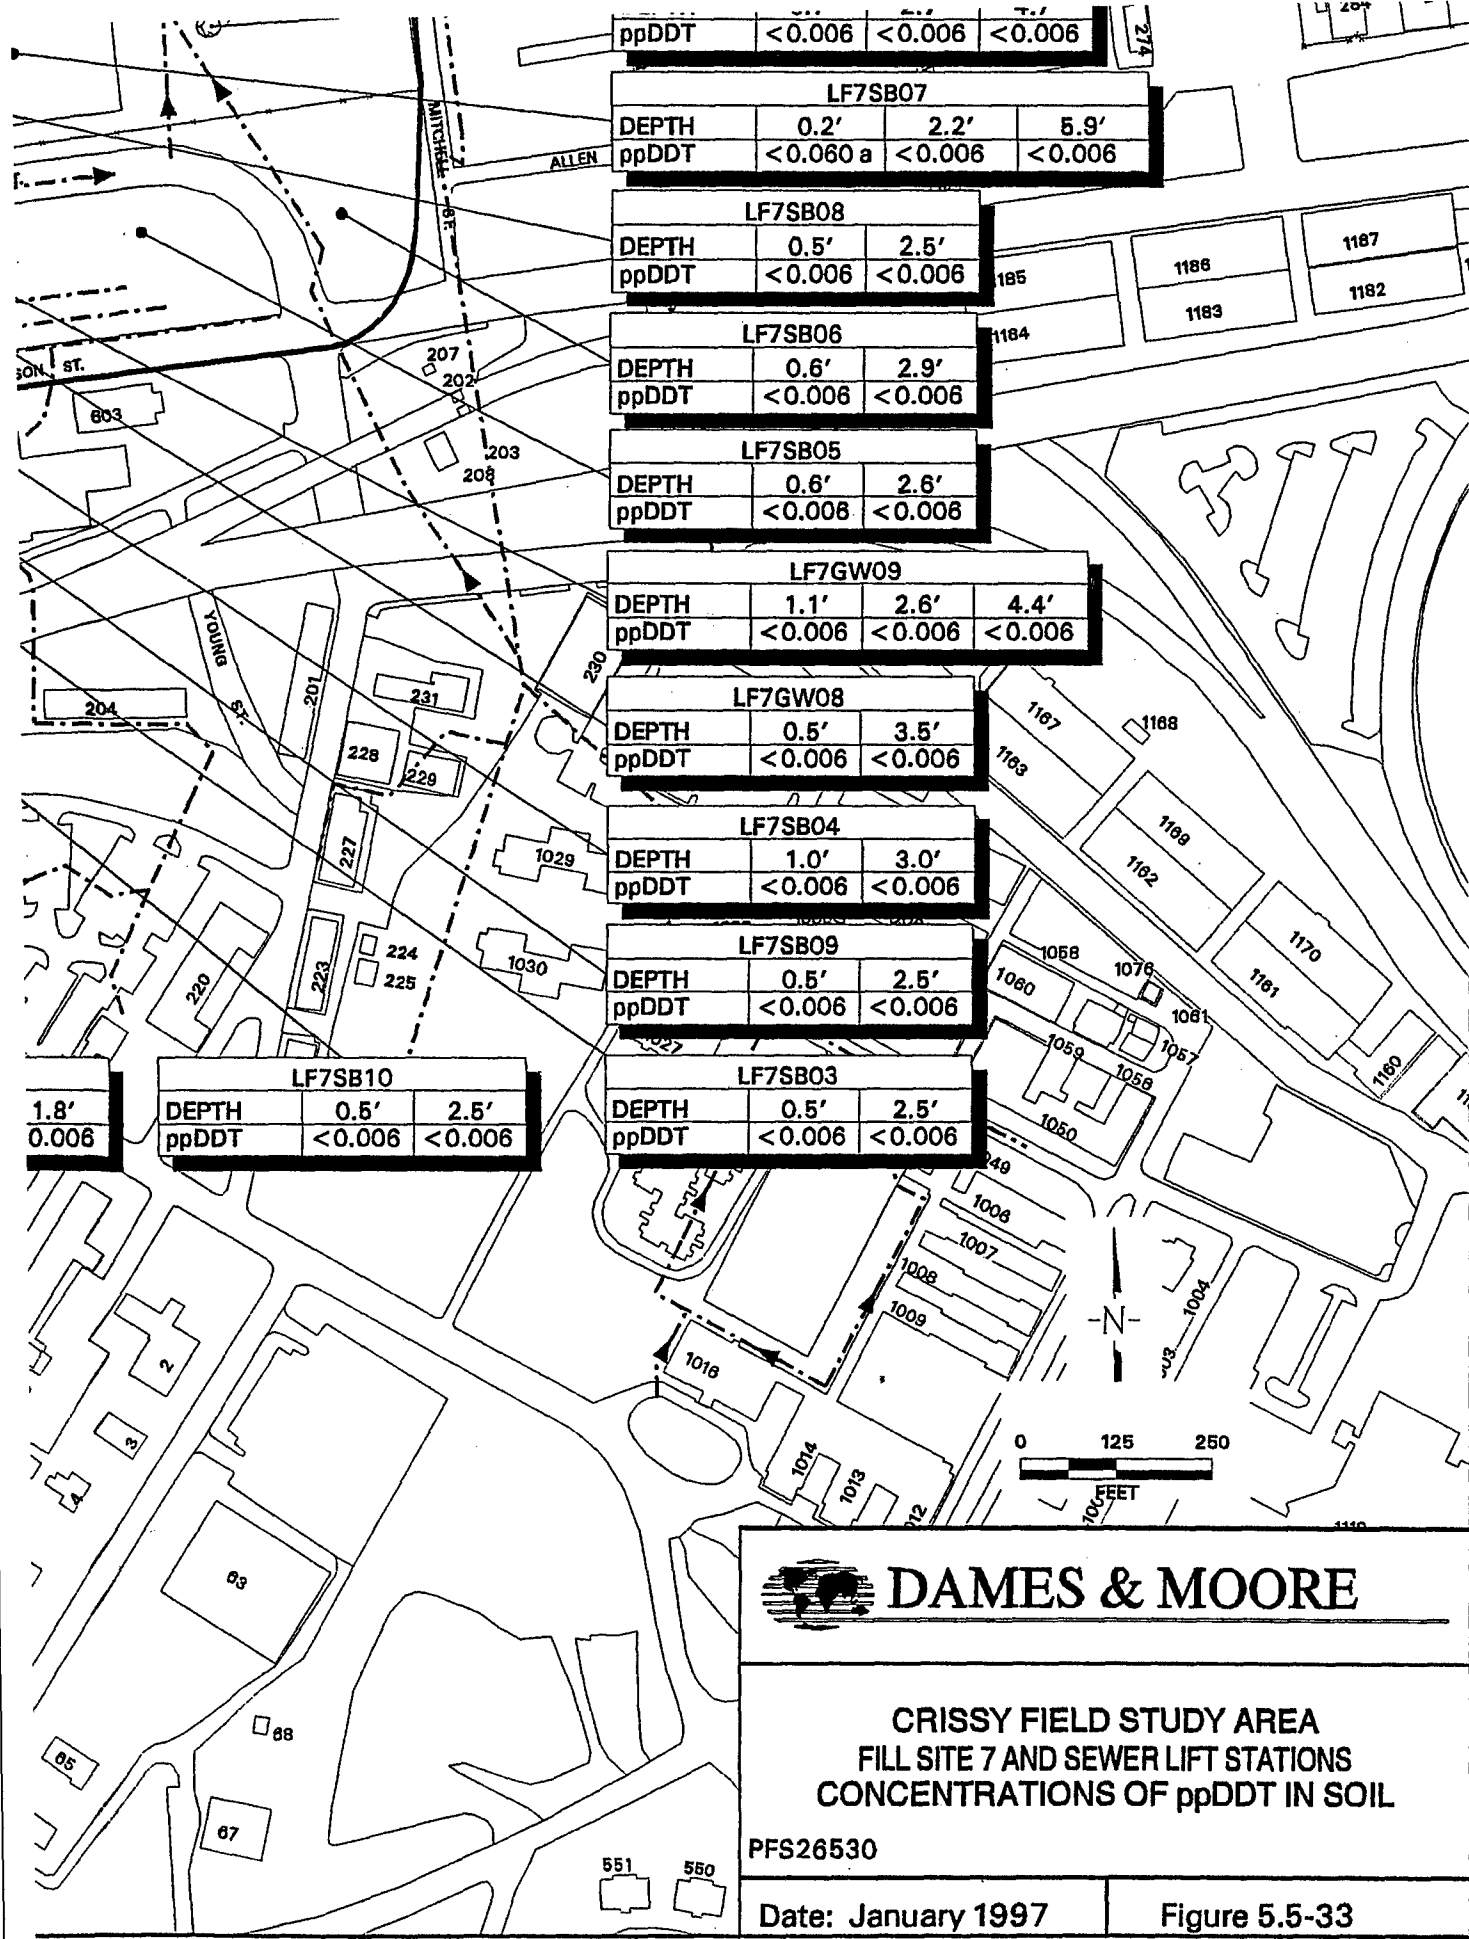 ppDDT <0.006 <0.006 <0.006
274
LF7SB07
DEPTH 0.2' 2.2' 5.9'
ppDDT <0.060 a <0.006 <0.006
MITCHELL ST.
ALLEN
LF7SB08
DEPTH 0.5' 2.5'
ppDDT <0.006 <0.006
1187
1186
1182
1183
1185
1184
LF7SB06
DEPTH 0.6' 2.9'
ppDDT <0.006 <0.006
SON ST.
207
202
603
203
208
LF7SB05
DEPTH 0.6' 2.6'
ppDDT <0.006 <0.006
LF7GW09
DEPTH 1.1' 2.6' 4.4'
ppDDT <0.006 <0.006 <0.006
YOUNG ST.
204
201
231
230
228
229
LF7GW08
DEPTH 0.5' 3.5'
ppDDT <0.006 <0.006
1167
1168
1163
227
1029
LF7SB04
DEPTH 1.0' 3.0'
ppDDT <0.006 <0.006
1169
1162
220
223
224
225
1030
LF7SB09
DEPTH 0.5' 2.5'
ppDDT <0.006 <0.006
1027
1058
1076
1060
1061
1170
1161
1059
1057
1056
1160
1050
1.8'
0.006
LF7SB10
DEPTH 0.5' 2.5'
ppDDT <0.006 <0.006
LF7SB03
DEPTH 0.5' 2.5'
ppDDT <0.006 <0.006
049
1006
1007
1008
1009
1004
03
-N-
2
3
4
1016
1014
1013
012
0 125 250
FEET
63
68
65
67
551
550
DAMES & MOORE
CRISSY FIELD STUDY AREA
FILL SITE 7 AND SEWER LIFT STATIONS
CONCENTRATIONS OF ppDDT IN SOIL
PFS26530
Date: January 1997
Figure 5.5-33